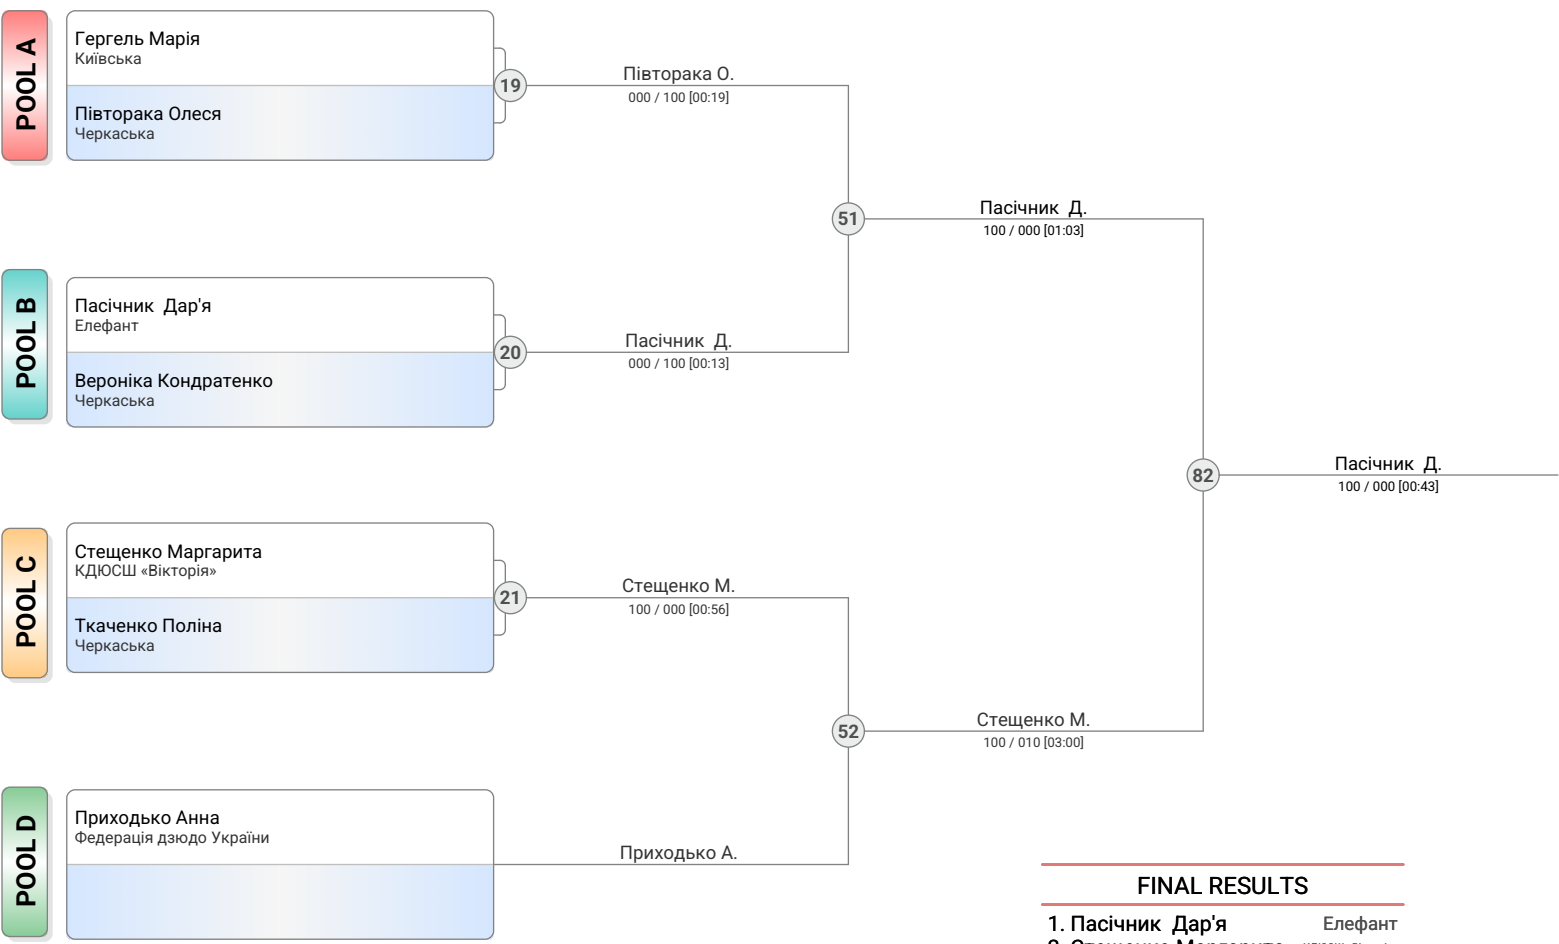 POOL A
Гергель Марія
Київська
Півторака Олеся
Черкаська
19
Півторака О.
000 / 100 [00:19]
51
Пасічник Д.
100 / 000 [01:03]
POOL B
Пасічник Дар'я
Елефант
Вероніка Кондратенко
Черкаська
20
Пасічник Д.
000 / 100 [00:13]
82
Пасічник Д.
100 / 000 [00:43]
POOL C
Стещенко Маргарита
КДЮСШ «Вікторія»
Ткаченко Поліна
Черкаська
21
Стещенко М.
100 / 000 [00:56]
52
Стещенко М.
100 / 010 [03:00]
POOL D
Приходько Анна
Федерація дзюдо України
Приходько А.
FINAL RESULTS
1. Пасічник Дар'я Елефант
2. Стещенко Маргарита